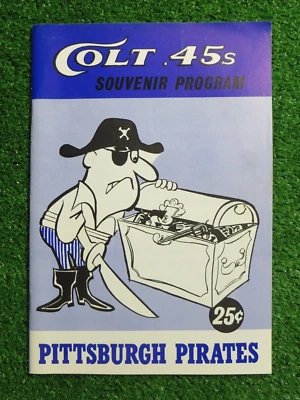 COLT .45s
SOUVENIR PROGRAM
25¢
PITTSBURGH PIRATES